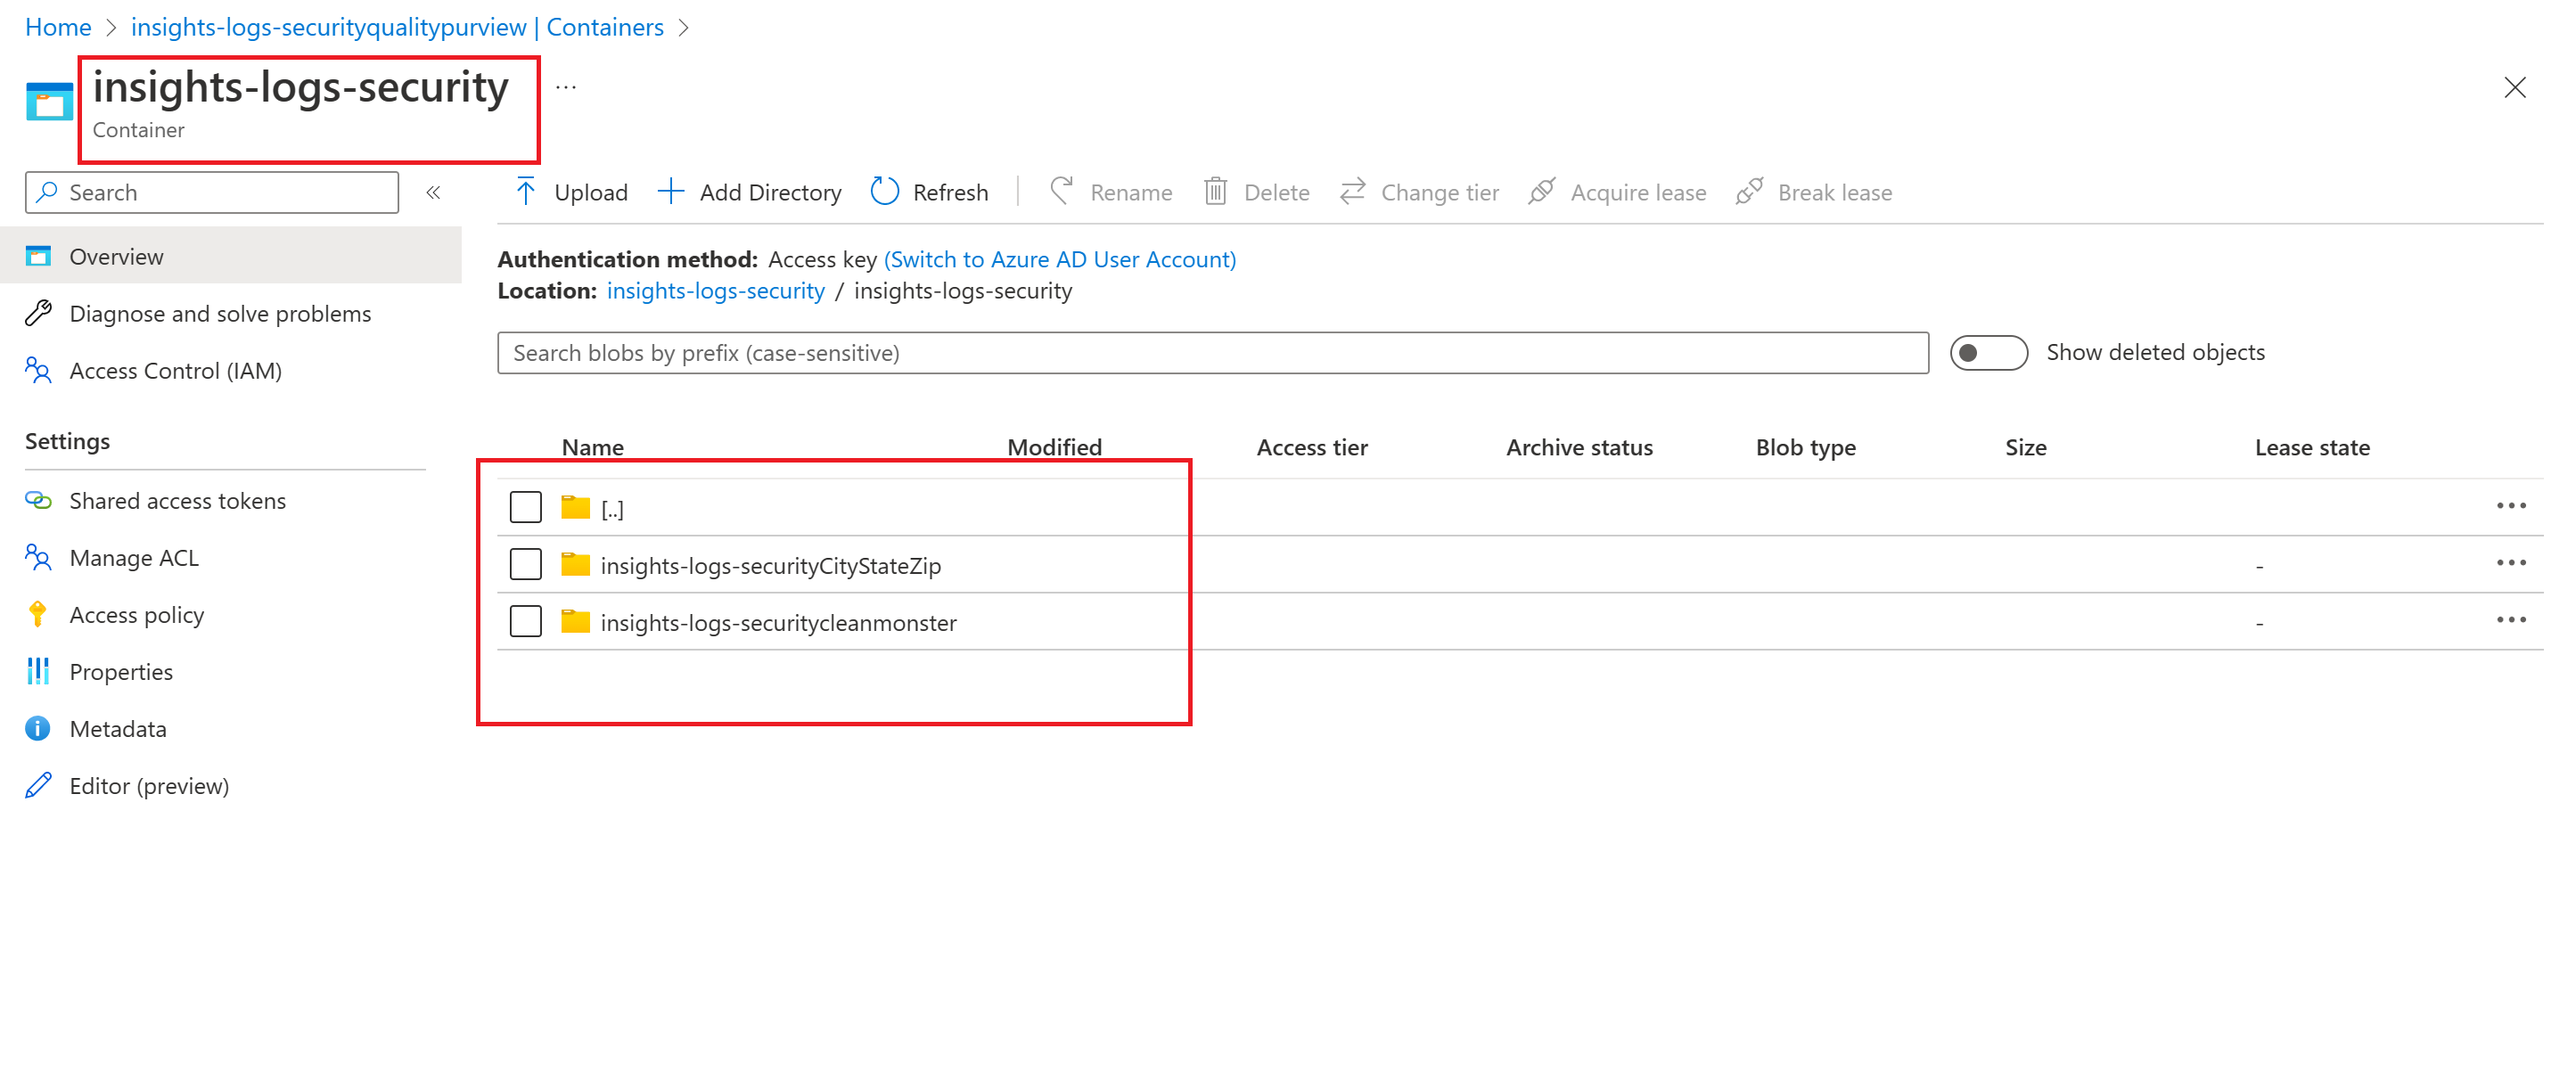 Home > insights-logs-securityqualitypurview | Containers >
insights-logs-security ...
Container
Search «
Upload Add Directory Refresh Rename Delete Change tier Acquire lease Break lease
Overview
Diagnose and solve problems
Access Control (IAM)
Settings
Shared access tokens
Manage ACL
Access policy
Properties
Metadata
Editor (preview)
Authentication method: Access key (Switch to Azure AD User Account)
Location: insights-logs-security / insights-logs-security
Search blobs by prefix (case-sensitive)
Show deleted objects
Name Modified Access tier Archive status Blob type Size Lease state
[..] ...
insights-logs-securityCityStateZip - ...
insights-logs-securitycleanmonster - ...